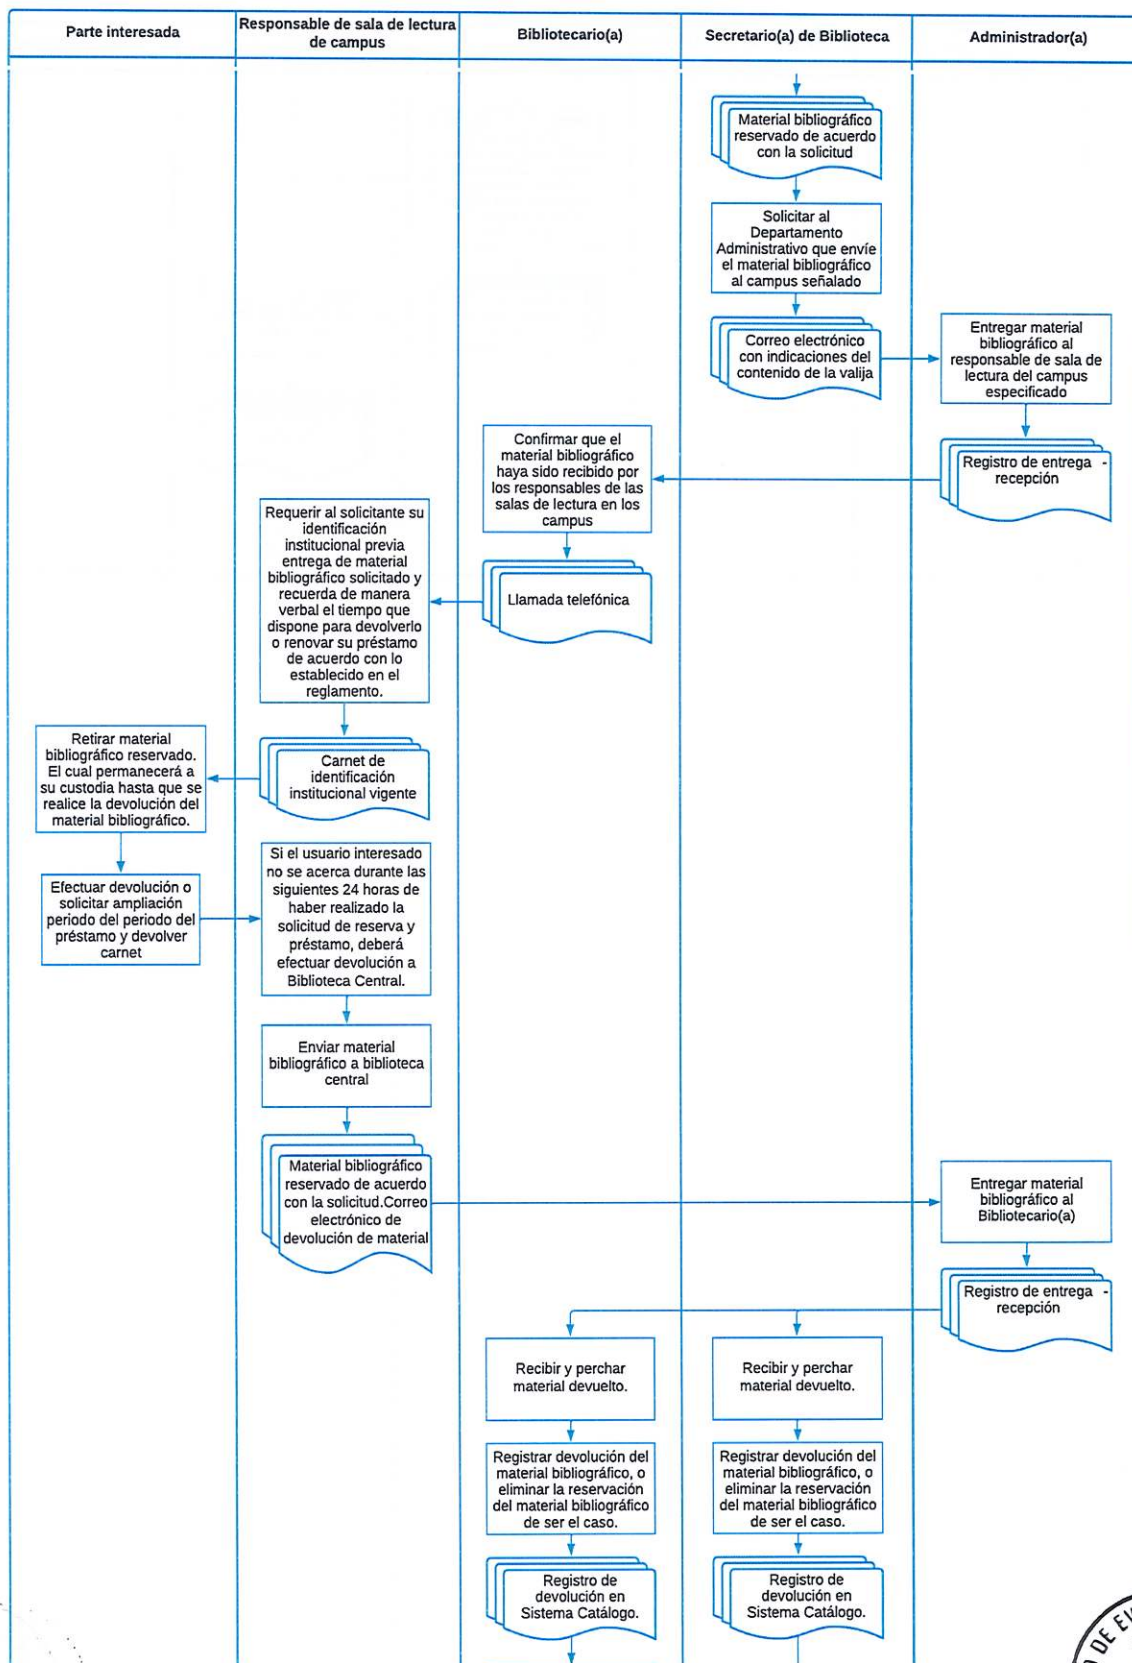 Parte interesada
Responsable de sala de lectura
de campus
Bibliotecario(a)
Secretario(a) de Biblioteca
Administrador(a)
Material bibliográfico
reservado de acuerdo
con la solicitud
Solicitar al
Departamento
Administrativo que envíe
el material bibliográfico
al campus señalado
Correo electrónico
con indicaciones del
contenido de la valija
Entregar material
bibliográfico al
responsable de sala de
lectura del campus
especificado
Registro de entrega -
recepción
Confirmar que el
material bibliográfico
haya sido recibido por
los responsables de las
salas de lectura en los
campus
Llamada telefónica
Requerir al solicitante su
identificación
institucional previa
entrega de material
bibliográfico solicitado y
recuerda de manera
verbal el tiempo que
dispone para devolverlo
o renovar su préstamo
de acuerdo con lo
establecido en el
reglamento.
Carnet de
identificación
institucional vigente
Retirar material
bibliográfico reservado.
El cual permanecerá a
su custodia hasta que se
realice la devolución del
material bibliográfico.
Efectuar devolución o
solicitar ampliación
periodo del periodo del
préstamo y devolver
carnet
Si el usuario interesado
no se acerca durante las
siguientes 24 horas de
haber realizado la
solicitud de reserva y
préstamo, deberá
efectuar devolución a
Biblioteca Central.
Enviar material
bibliográfico a biblioteca
central
Material bibliográfico
reservado de acuerdo
con la solicitud.Correo
electrónico de
devolución de material
Entregar material
bibliográfico al
Bibliotecario(a)
Registro de entrega -
recepción
Recibir y perchar
material devuelto.
Recibir y perchar
material devuelto.
Registrar devolución del
material bibliográfico, o
eliminar la reservación
del material bibliográfico
de ser el caso.
Registrar devolución del
material bibliográfico, o
eliminar la reservación
del material bibliográfico
de ser el caso.
Registro de
devolución en
Sistema Catálogo.
Registro de
devolución en
Sistema Catálogo.